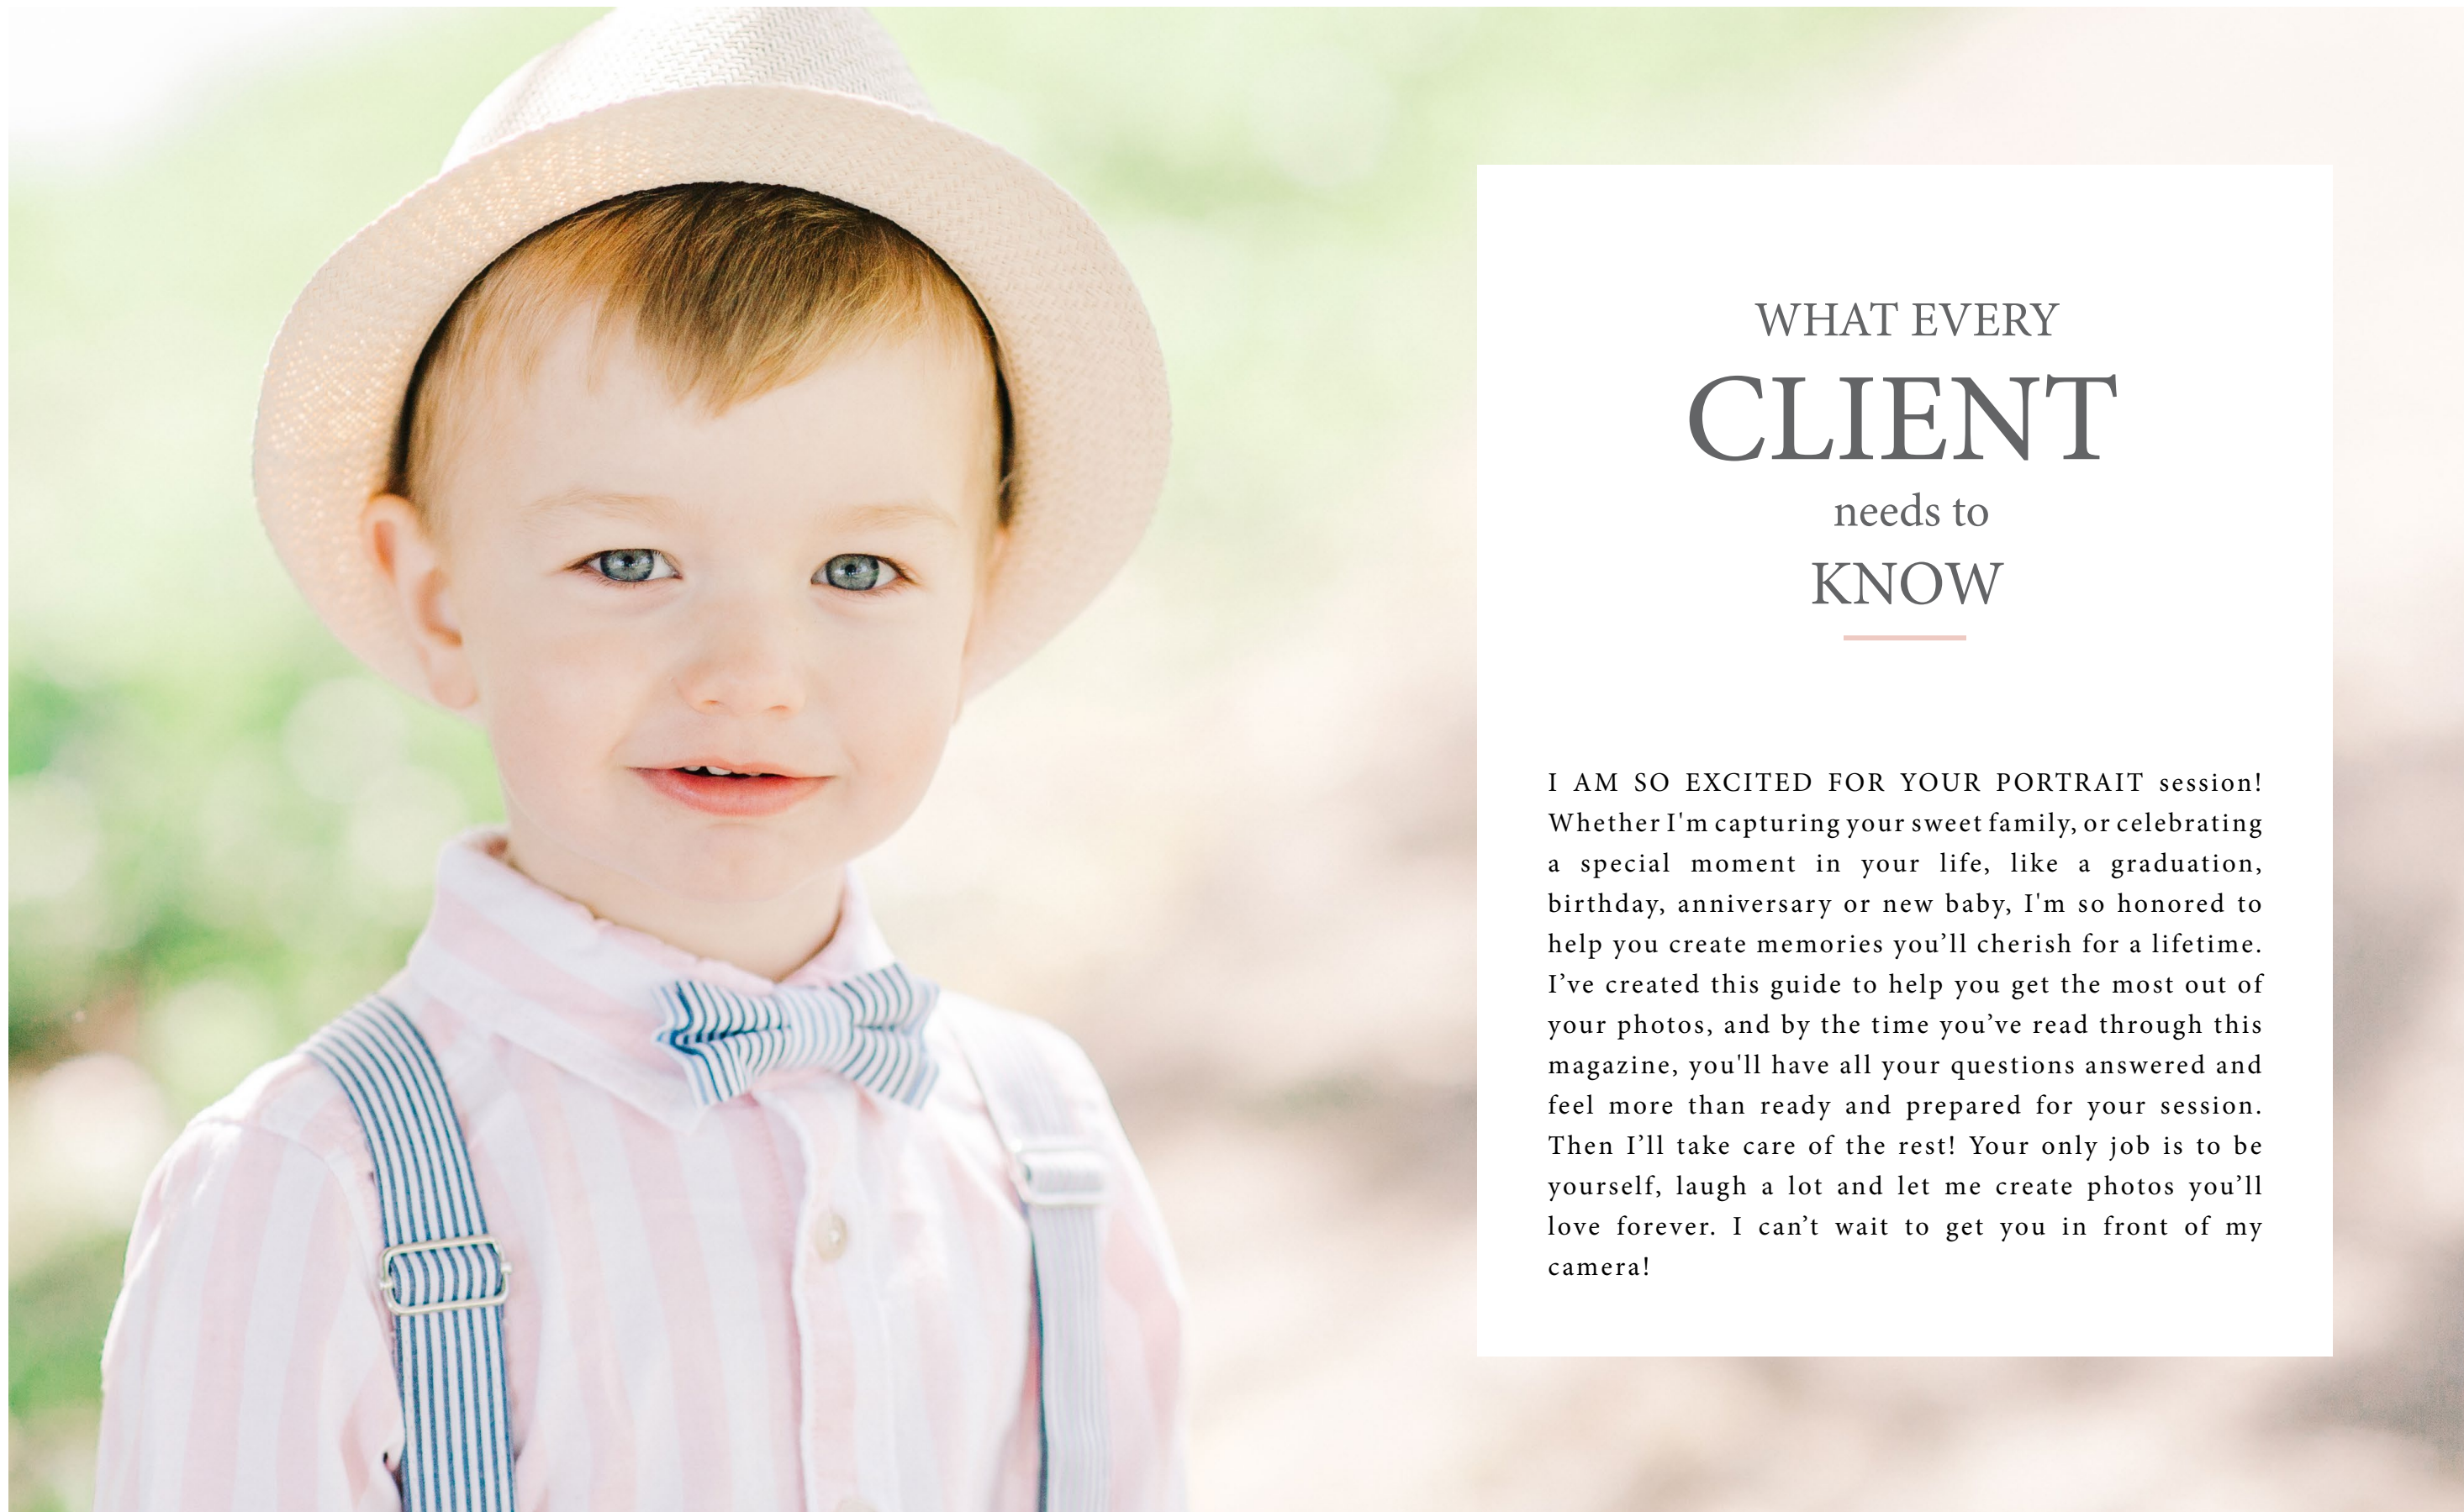 WHAT EVERY
CLIENT
needs to
KNOW
I AM SO EXCITED FOR YOUR PORTRAIT session!
Whether I'm capturing your sweet family, or celebrating
a special moment in your life, like a graduation,
birthday, anniversary or new baby, I'm so honored to
help you create memories you’ll cherish for a lifetime.
I’ve created this guide to help you get the most out of
your photos, and by the time you’ve read through this
magazine, you'll have all your questions answered and
feel more than ready and prepared for your session.
Then I’ll take care of the rest! Your only job is to be
yourself, laugh a lot and let me create photos you’ll
love forever. I can’t wait to get you in front of my
camera!